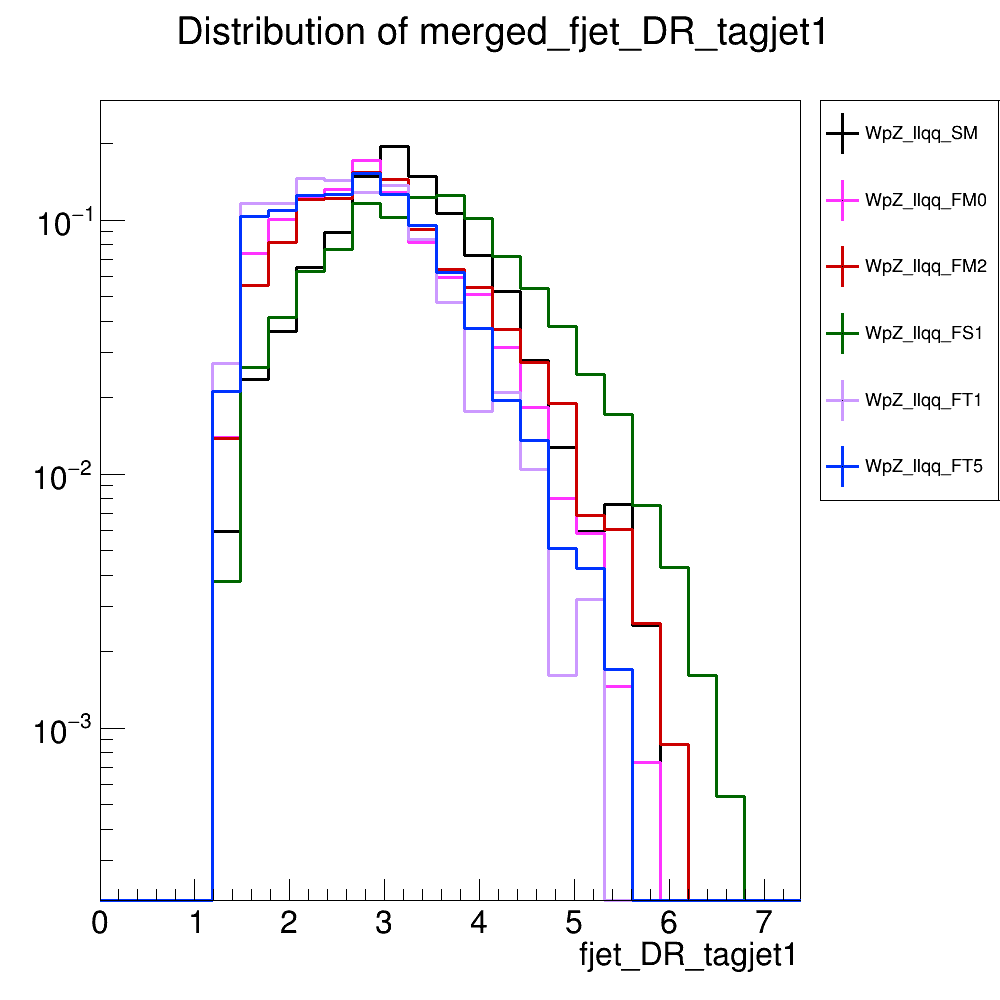 Distribution of merged_fjet_DR_tagjet1
WpZ_llqq_SM
WpZ_llqq_FM0
WpZ_llqq_FM2
WpZ_llqq_FS1
WpZ_llqq_FT1
WpZ_llqq_FT5
10−1
10−2
10−3
0 1 2 3 4 5 6 7
fjet_DR_tagjet1